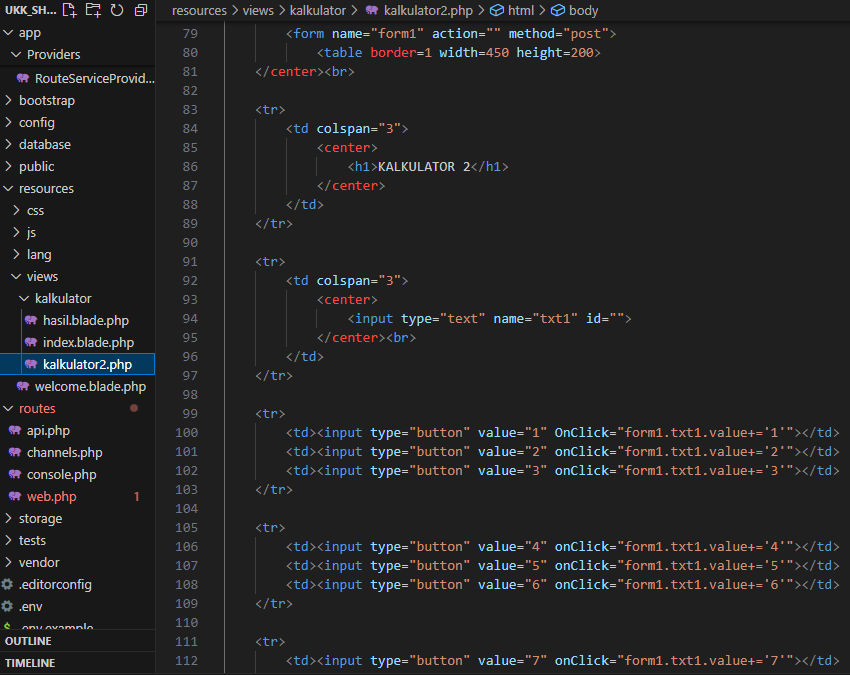 UKK_SH...
resources > views > kalkulator > kalkulator2.php > html > body
app
Providers
RouteServiceProvid...
bootstrap
config
database
public
resources
css
js
lang
views
kalkulator
hasil.blade.php
index.blade.php
kalkulator2.php
welcome.blade.php
routes
api.php
channels.php
console.php
web.php 1
storage
tests
vendor
.editorconfig
.env
.env.example
OUTLINE
TIMELINE
79 <form name="form1" action="" method="post">
80 <table border=1 width=450 height=200>
81 </center><br>
82
83 <tr>
84 <td colspan="3">
85 <center>
86 <h1>KALKULATOR 2</h1>
87 </center>
88 </td>
89 </tr>
90
91 <tr>
92 <td colspan="3">
93 <center>
94 <input type="text" name="txt1" id="">
95 </center><br>
96 </td>
97 </tr>
98
99 <tr>
100 <td><input type="button" value="1" OnClick="form1.txt1.value+='1'"></td>
101 <td><input type="button" value="2" OnClick="form1.txt1.value+='2'"></td>
102 <td><input type="button" value="3" onClick="form1.txt1.value+='3'"></td>
103 </tr>
104
105 <tr>
106 <td><input type="button" value="4" onClick="form1.txt1.value+='4'"></td>
107 <td><input type="button" value="5" onClick="form1.txt1.value+='5'"></td>
108 <td><input type="button" value="6" onClick="form1.txt1.value+='6'"></td>
109 </tr>
110
111 <tr>
112 <td><input type="button" value="7" onClick="form1.txt1.value+='7'"></td>